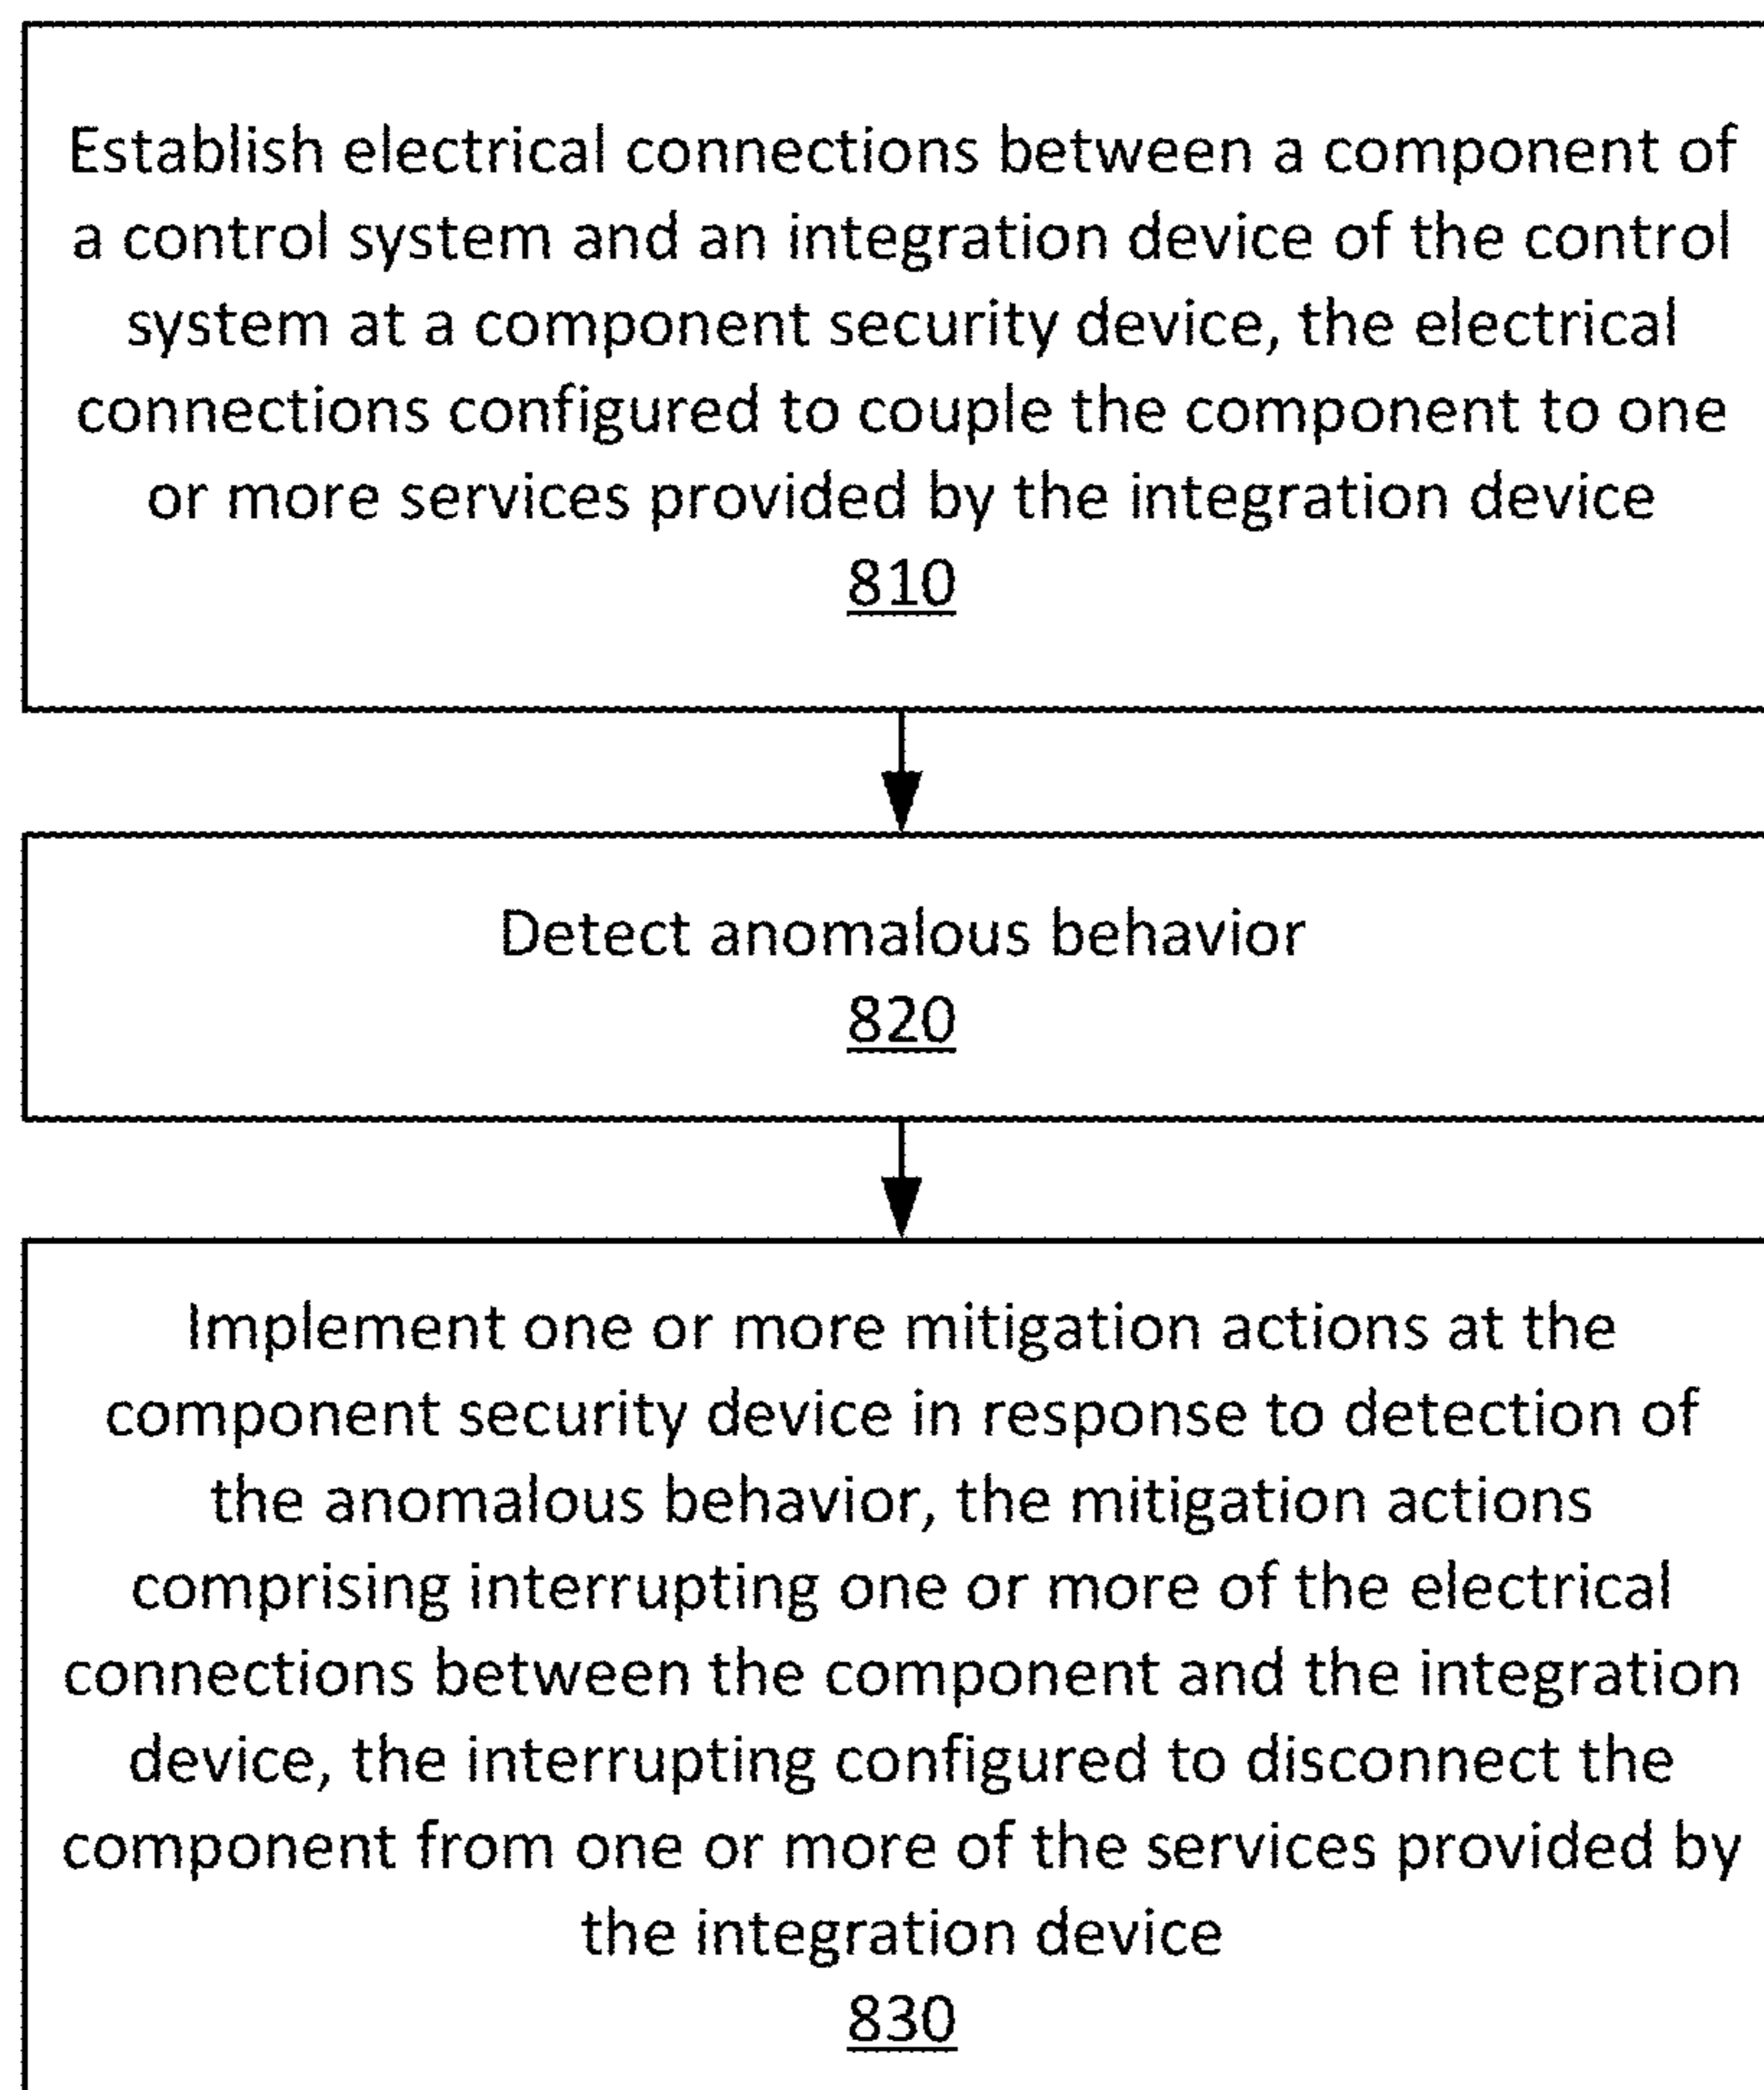 Establish electrical connections between a component of
a control system and an integration device of the control
system at a component security device, the electrical
connections configured to couple the component to one
or more services provided by the integration device
810
Detect anomalous behavior
820
Implement one or more mitigation actions at the
component security device in response to detection of
the anomalous behavior, the mitigation actions
comprising interrupting one or more of the electrical
connections between the component and the integration
device, the interrupting configured to disconnect the
component from one or more of the services provided by
the integration device
830